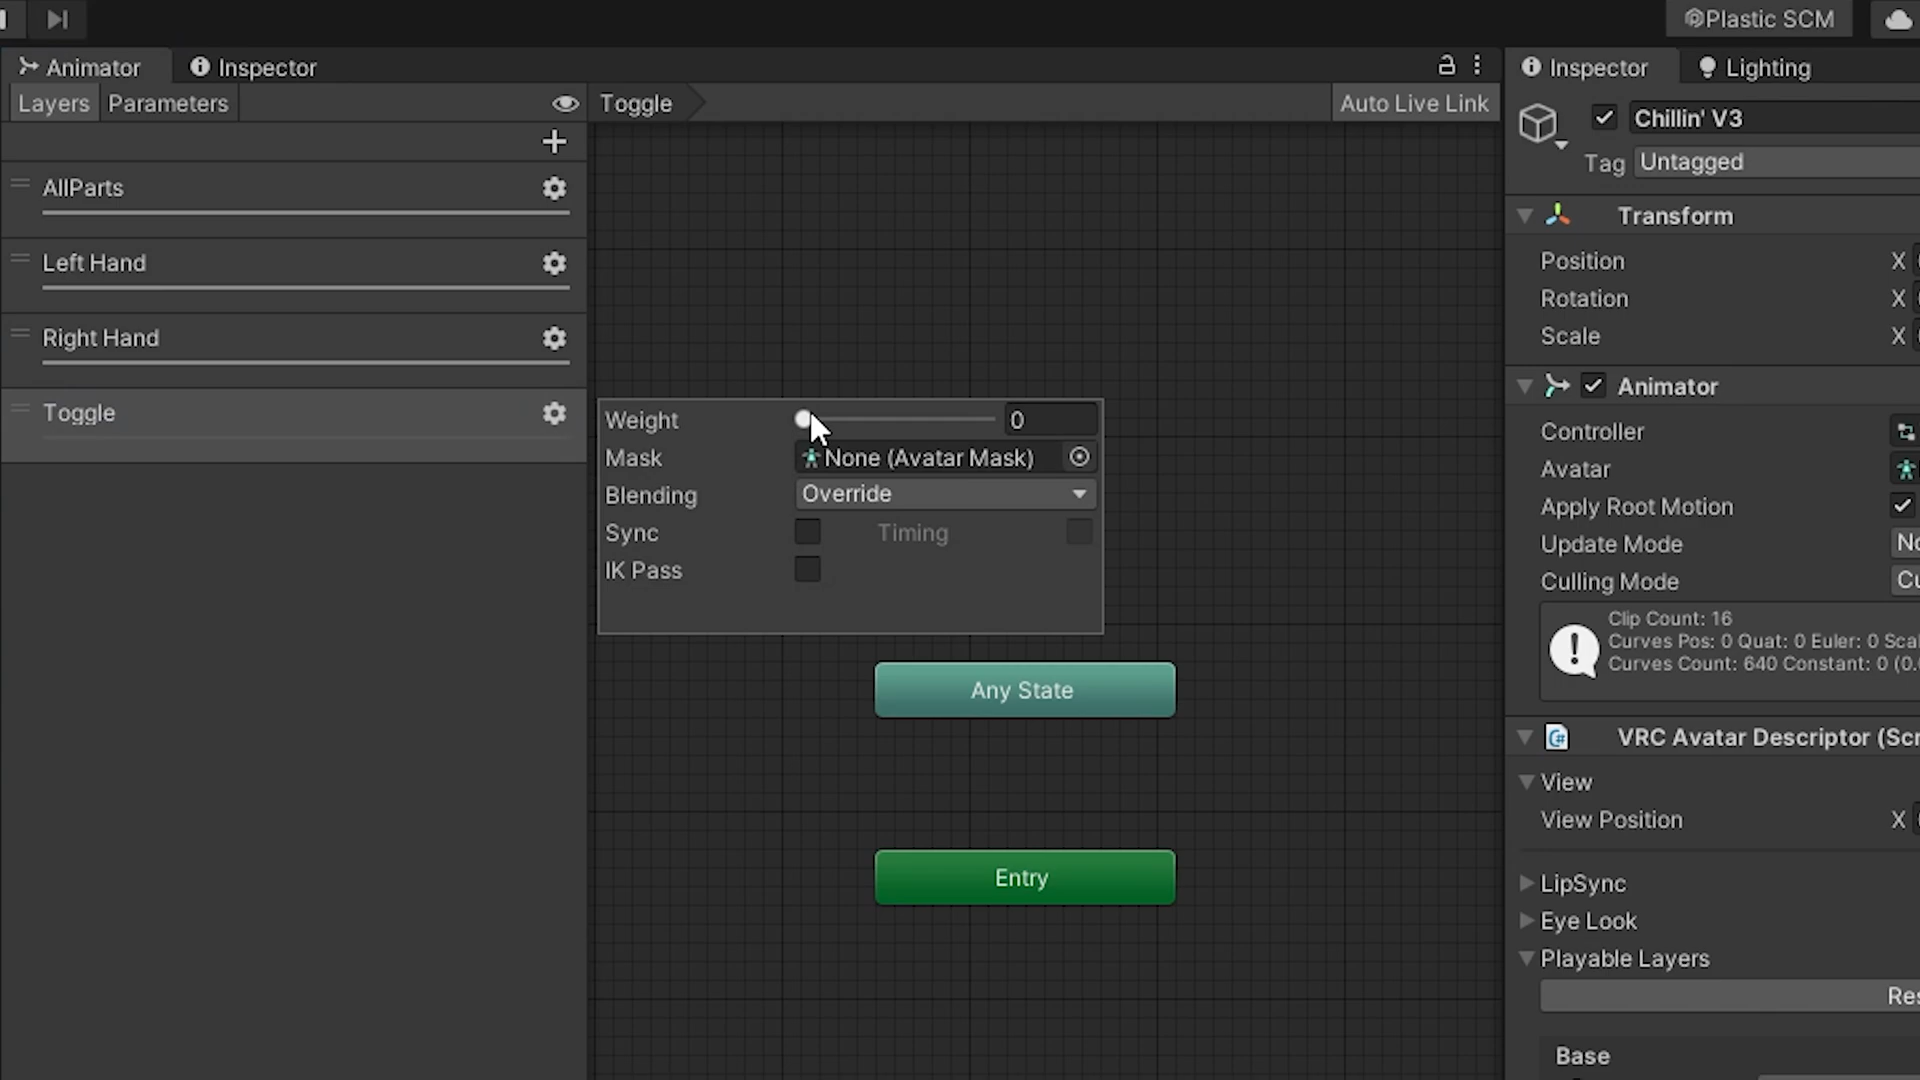 Plastic SCM
Animator
Inspector
Layers
Parameters
Toggle
Auto Live Link
AllParts
Left Hand
Right Hand
Toggle
Weight
0
Mask
None (Avatar Mask)
Blending
Override
Sync
Timing
IK Pass
Any State
Entry
Inspector
Lighting
Chillin' V3
Tag
Untagged
Transform
Position
X
Rotation
X
Scale
X
Animator
Controller
Avatar
Apply Root Motion
Update Mode
Culling Mode
Clip Count: 16
Curves Pos: 0 Quat: 0 Euler: 0
Curves Count: 640 Constant: 0
VRC Avatar Descriptor
View
View Position
X
LipSync
Eye Look
Playable Layers
Base